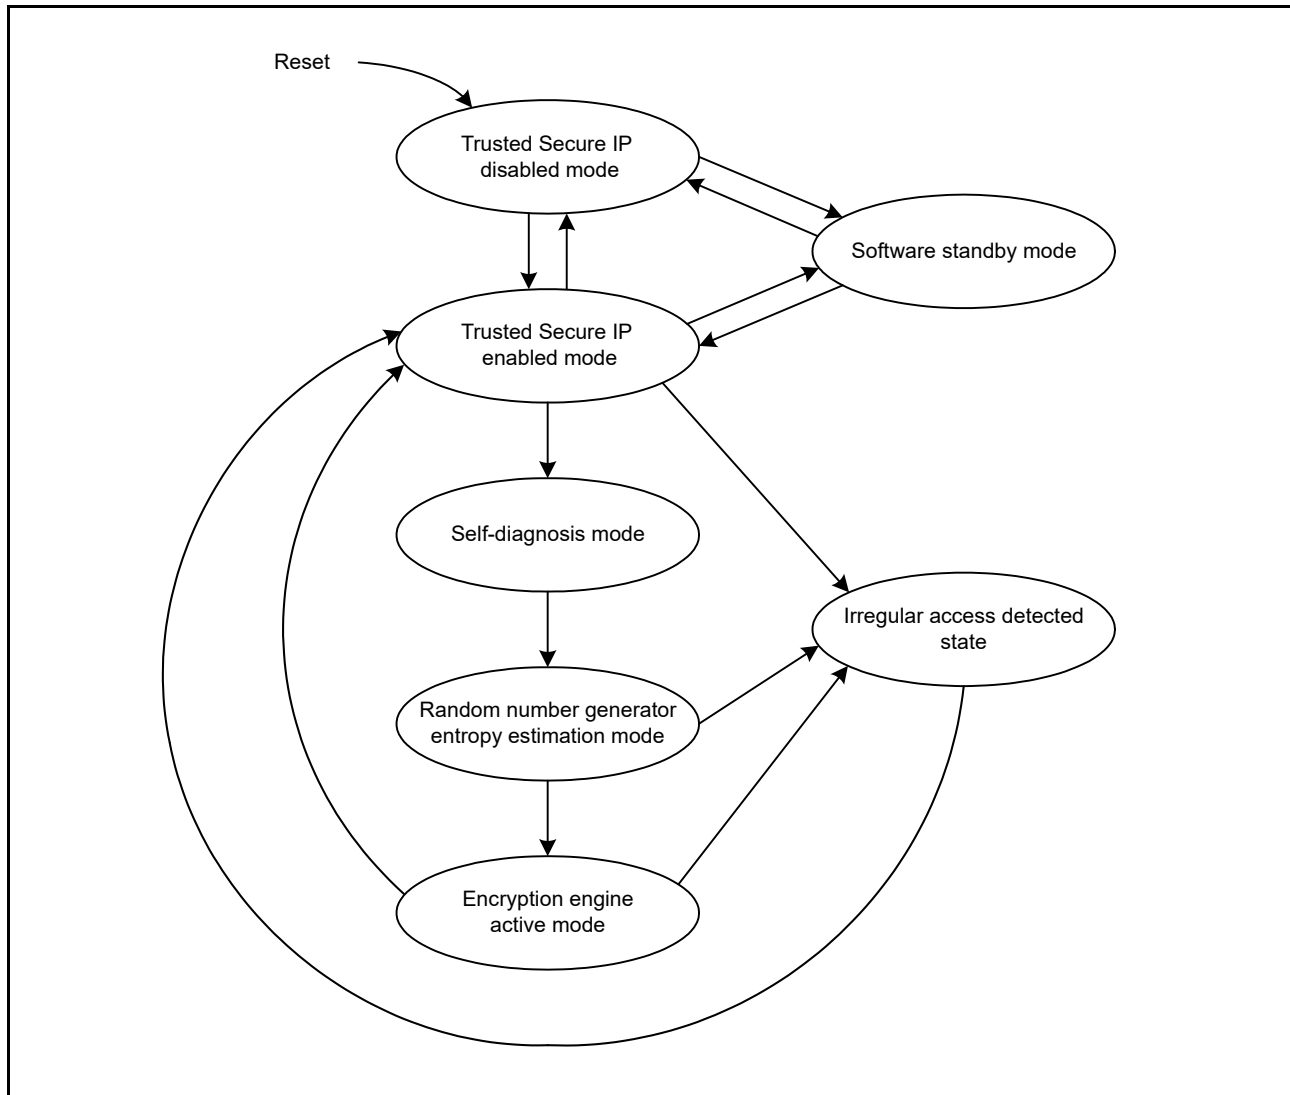 Reset
Trusted Secure IP
disabled mode
Software standby mode
Trusted Secure IP
enabled mode
Self-diagnosis mode
Irregular access detected
state
Random number generator
entropy estimation mode
Encryption engine
active mode